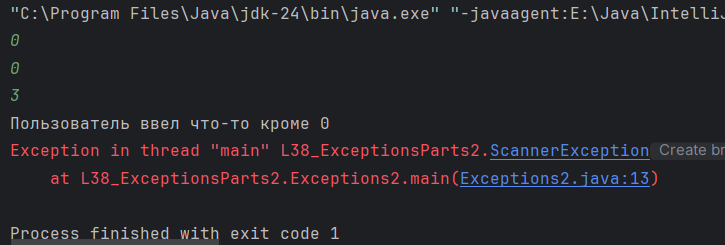 "C:\Program Files\Java\jdk-24\bin\java.exe" "-javaagent:E:\Java\IntelliJ
0
0
3
Пользователь ввел что-то кроме 0
Exception in thread "main" L38_ExceptionsParts2.ScannerException Create br
at L38_ExceptionsParts2.Exceptions2.main(Exceptions2.java:13)
Process finished with exit code 1